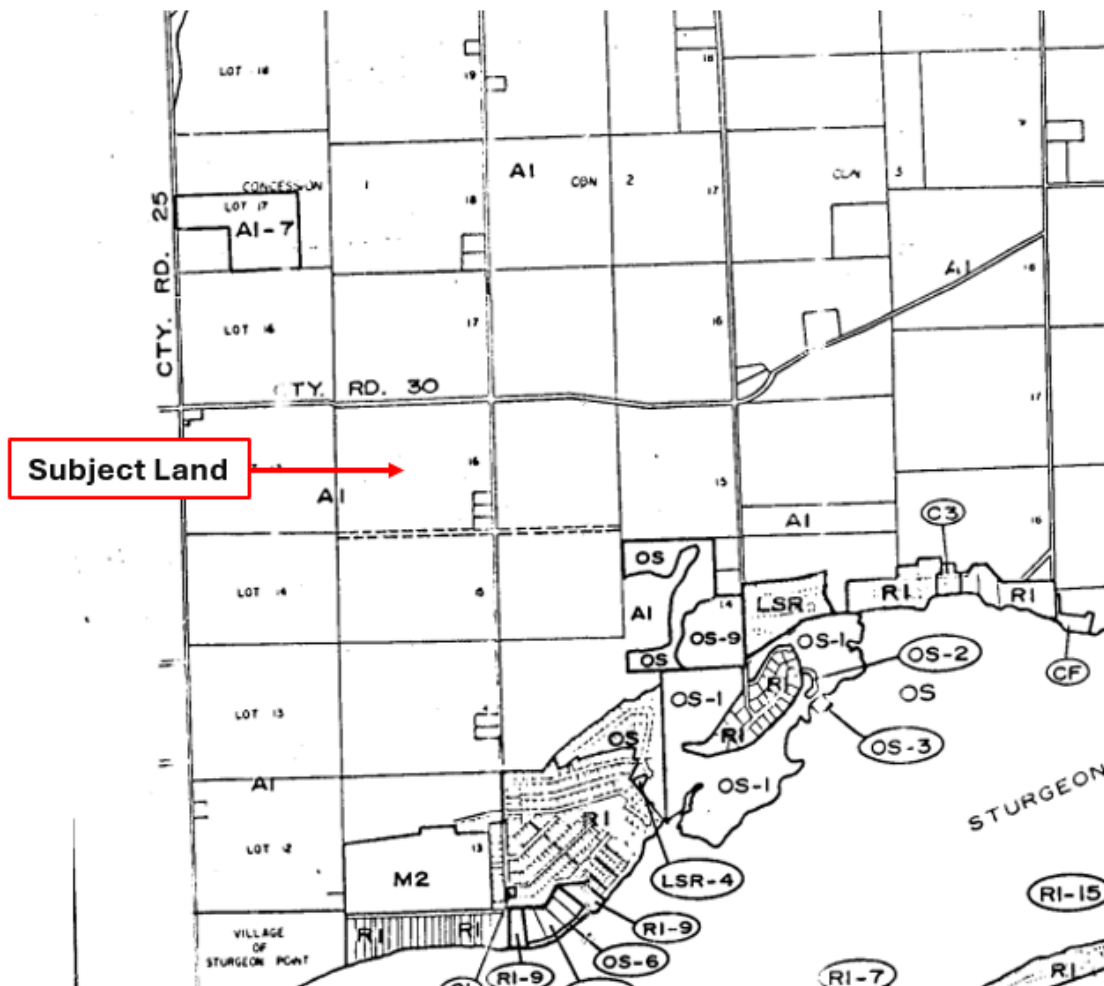 LOT 18
19
18
A1
CONCESSION 1
CON 2
CON 3
LOT 17
A1-7
18
17
CTY. RD. 25
A1
18
LOT 16
17
16
CTY. RD. 30
17
Subject Land
16
15
A1
A1
C3
16
OS
LOT 14
15
14
LSR
R1
R1
A1
OS-9
OS-1
OS-2
OS
CF
OS
OS-1
R1
LOT 13
OS
R1
OS-3
A1
OS-1
STURGEON
R1
LOT 12
13
M2
LSR-4
R1-15
R1-9
VILLAGE
OF
STURGEON POINT
R1
R1
OS-6
R1-9
R1-7
R1